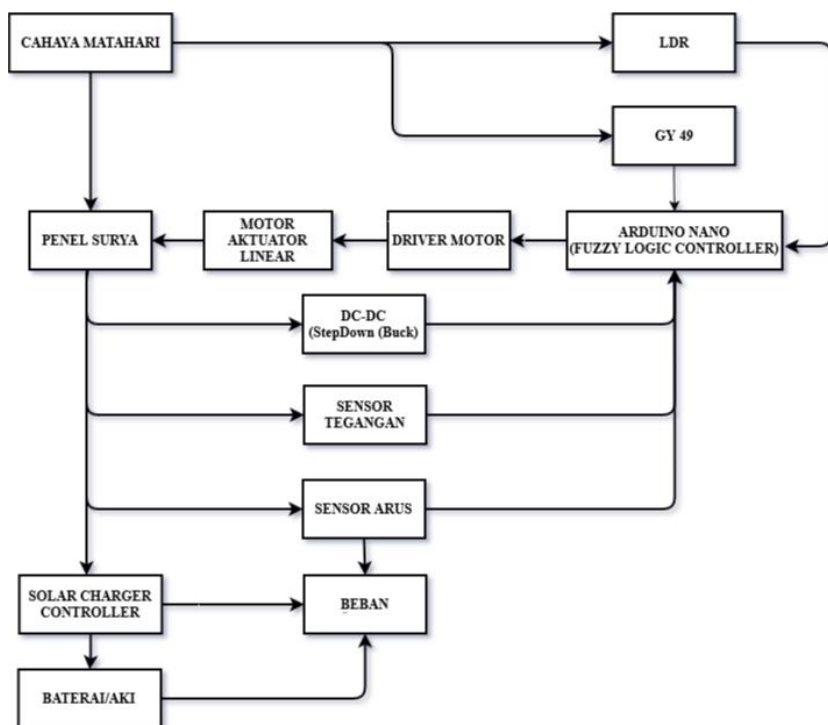 CAHAYA MATAHARI
LDR
GY 49
PENEL SURYA
MOTOR
AKTUATOR
LINEAR
DRIVER MOTOR
ARDUINO NANO
(FUZZY LOGIC CONTROLLER)
DC-DC
(StepDown (Buck)
SENSOR
TEGANGAN
SENSOR ARUS
SOLAR CHARGER
CONTROLLER
BEBAN
BATERAI/AKI